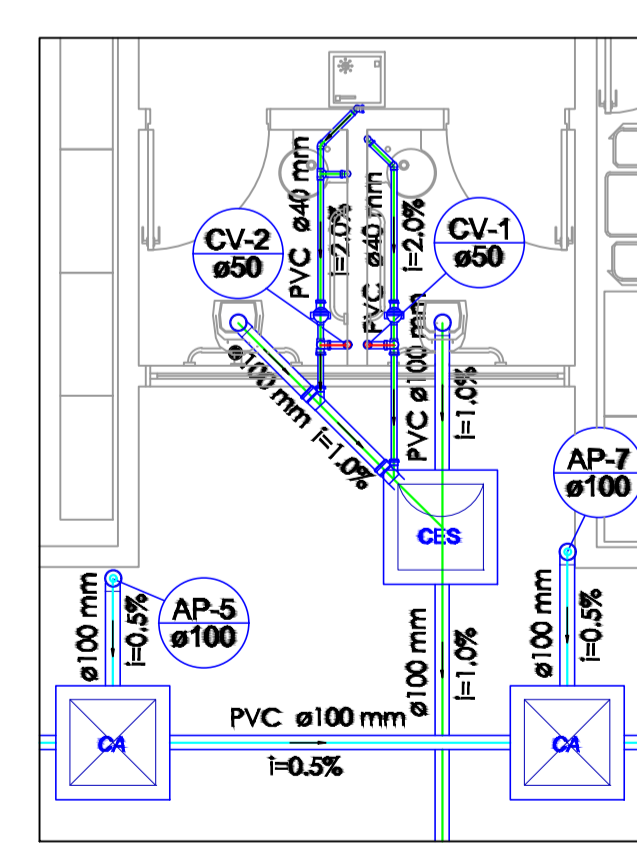 PVC ø40 mm
i=2.0%
PVC ø40 mm
i=2.0%
CV-2
ø50
CV-1
ø50
ø100 mm
i=1.0%
PVC ø100 mm
i=1.0%
AP-7
ø100
CES
AP-5
ø100
ø100 mm
i=0.5%
ø100 mm
i=1.0%
ø100 mm
i=0.5%
PVC ø100 mm
i=0.5%
CA
CA